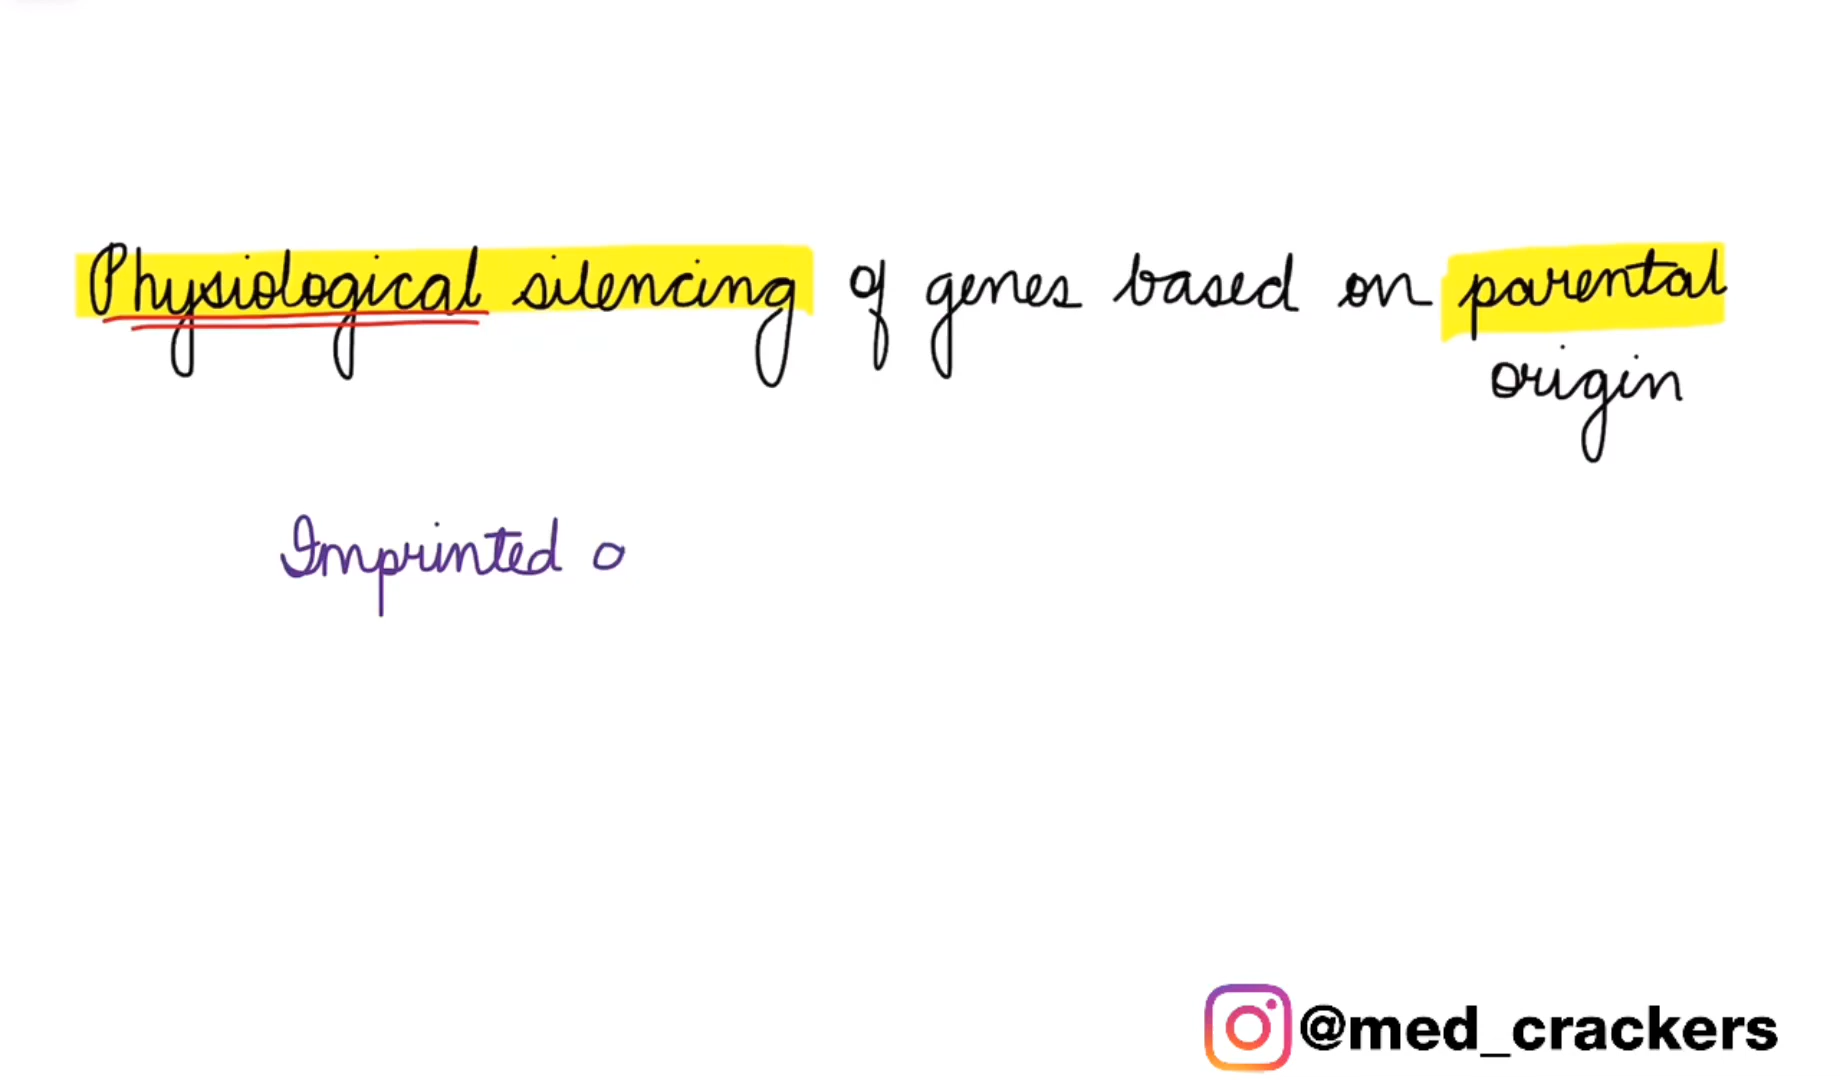 Physiological silencing of genes based on parental
origin
Imprinted o
@med_crackers